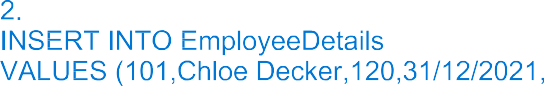 2.
INSERT INTO EmployeeDetails
VALUES (101,Chloe Decker,120,31/12/2021,